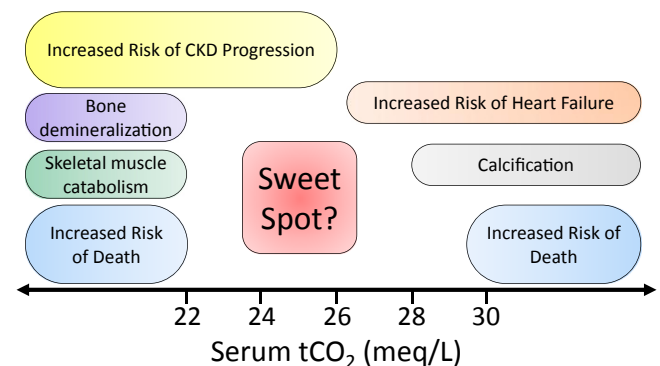 Increased Risk of CKD Progression
Bone
demineralization
Increased Risk of Heart Failure
Skeletal muscle
catabolism
Calcification
Sweet
Spot?
Increased Risk
of Death
Increased Risk of
Death
22 24 26 28 30
Serum tCO₂ (meq/L)